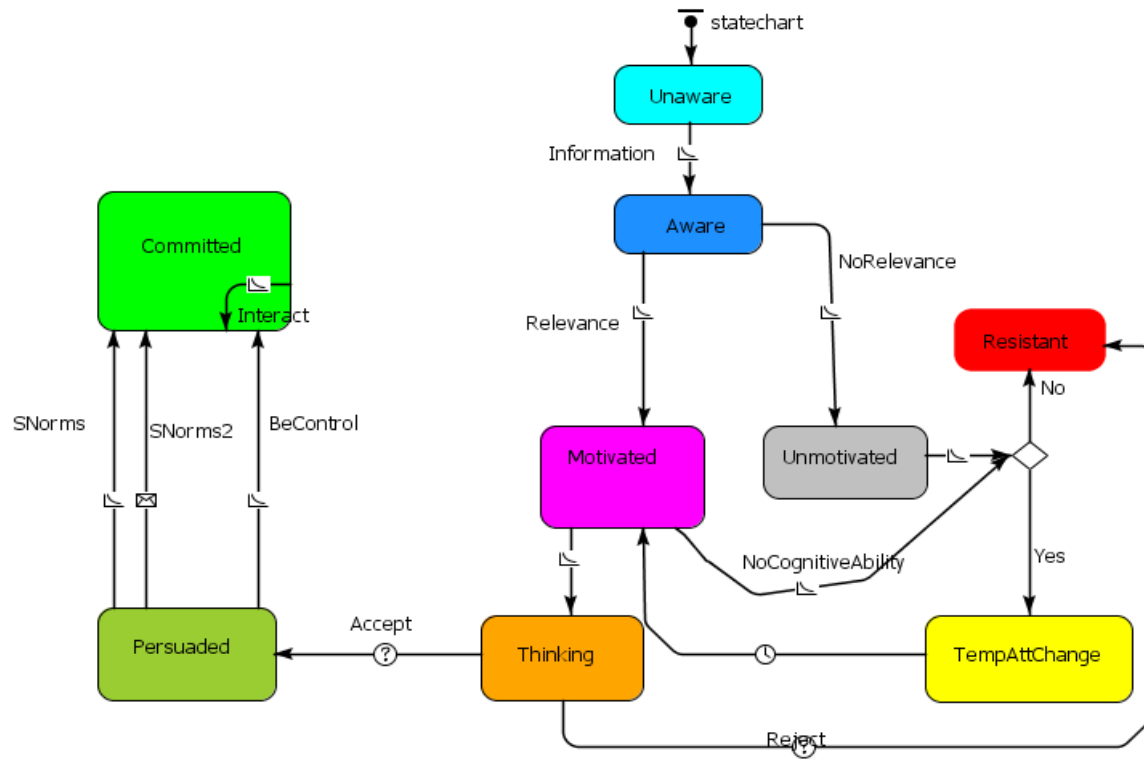 statechart
Unaware
Information
Aware
Committed
NoRelevance
Interact
Relevance
Resistant
No
SNorms
SNorms2
BeControl
Motivated
Unmotivated
NoCognitiveAbility
Yes
Accept
Persuaded
Thinking
?
TempAttChange
Reject
?